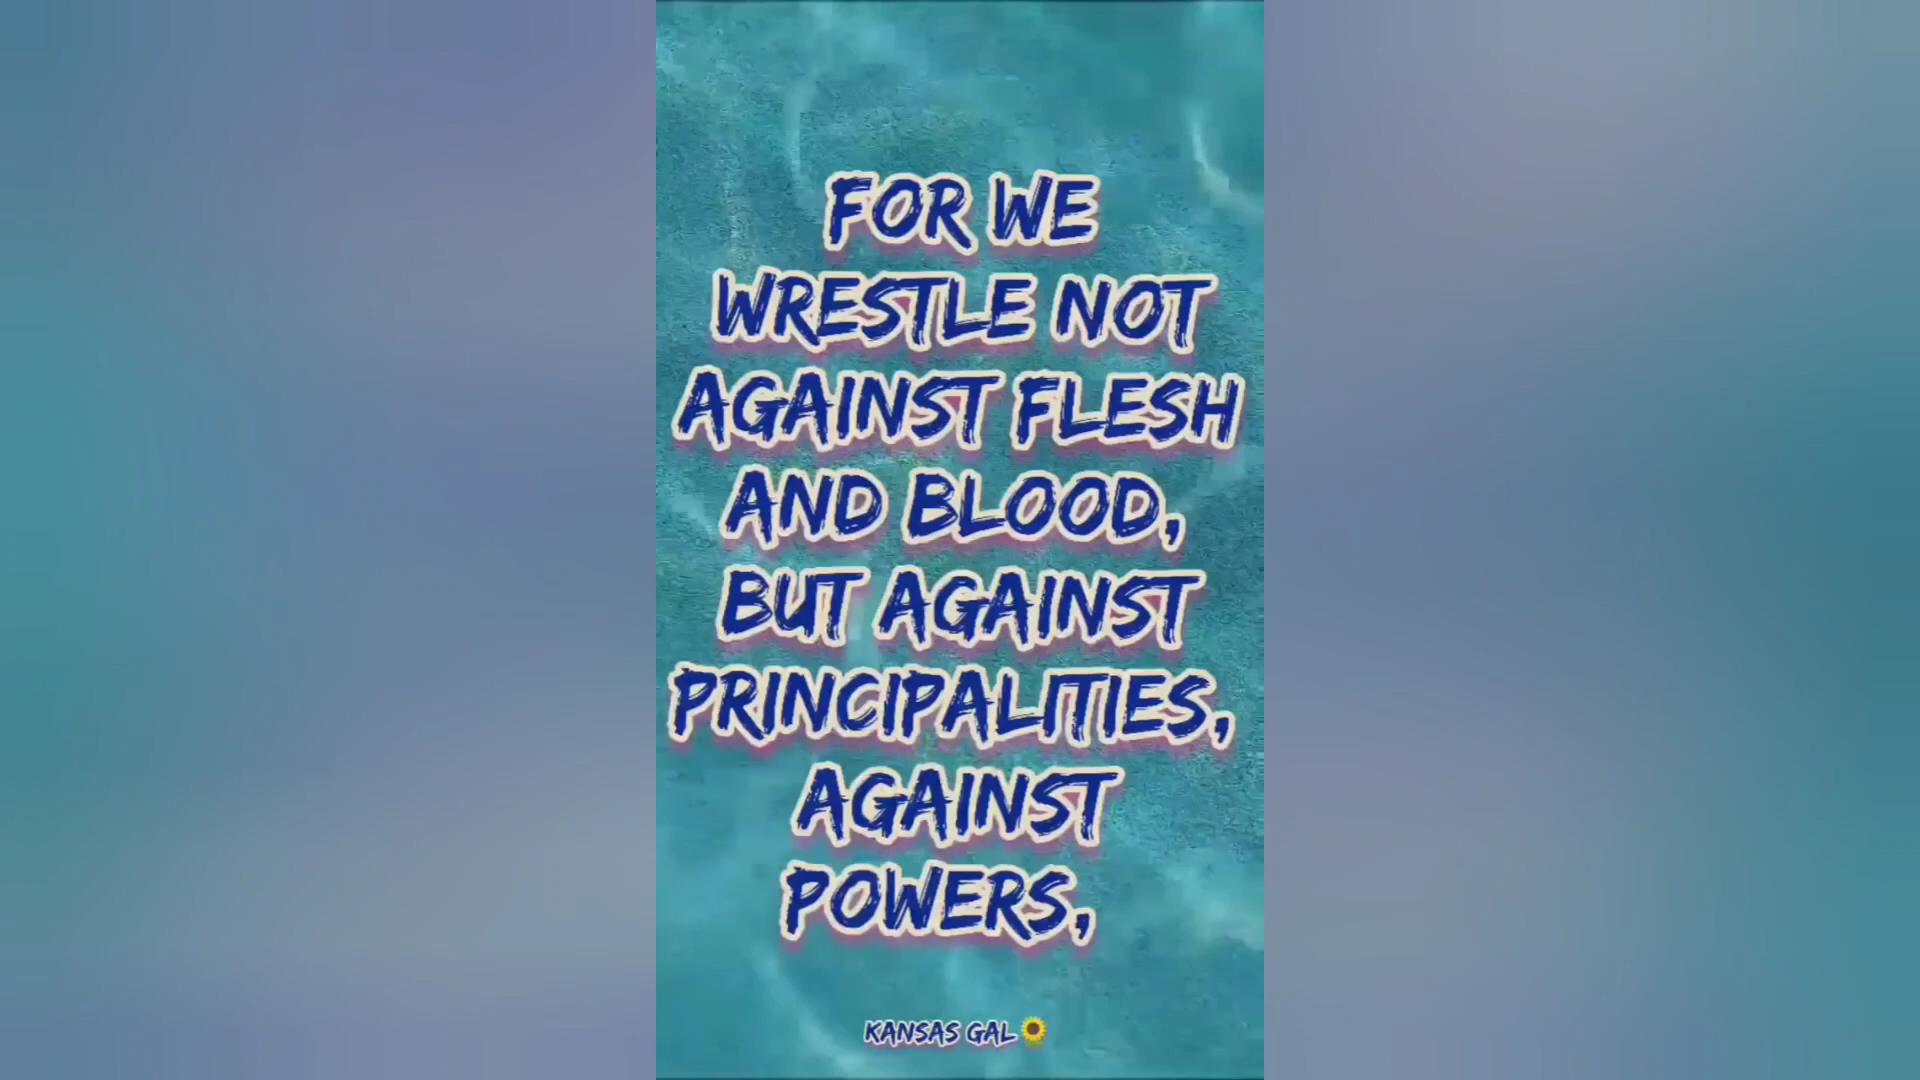 FOR WE
WRESTLE NOT
AGAINST FLESH
AND BLOOD,
BUT AGAINST
PRINCIPALITIES,
AGAINST
POWERS,
KANSAS GAL🌻